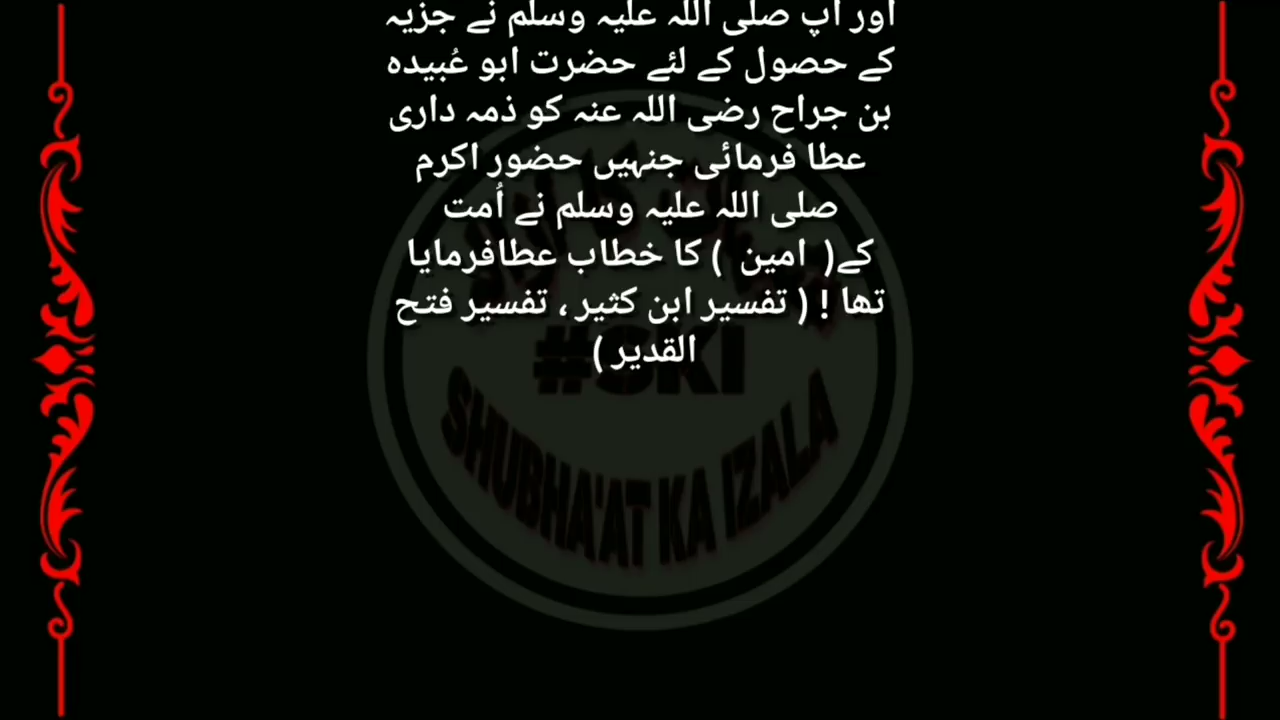 اور آپ صلی اللہ علیہ وسلم نے جزیہ
کے حصول کے لئے حضرت ابو عُبیدہ
بن جراح رضی اللہ عنہ کو ذمہ داری
عطا فرمائی جنہیں حضور اکرم
صلی اللہ علیہ وسلم نے اُمت
کے( امین ) کا خطاب عطافرمایا
تھا ! ( تفسیر ابن کثیر ، تفسیر فتح
القدیر )
#SKI
SHUBHA'AT KA IZALA